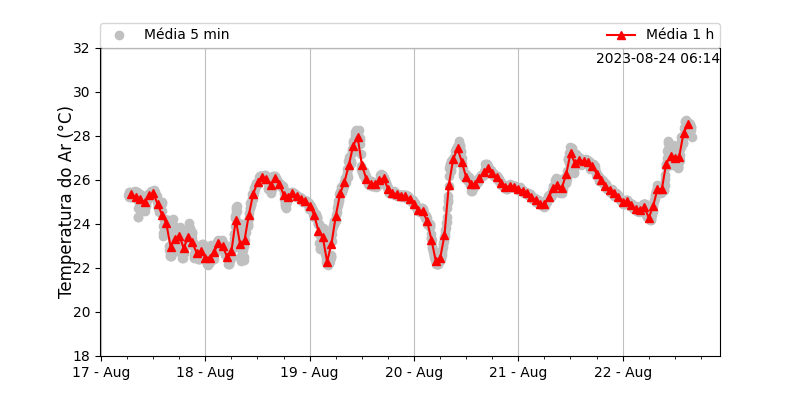 Média 5 min
Média 1 h
2023-08-24 06:14
Temperatura do Ar (°C)
32
30
28
26
24
22
20
18
17 - Aug
18 - Aug
19 - Aug
20 - Aug
21 - Aug
22 - Aug